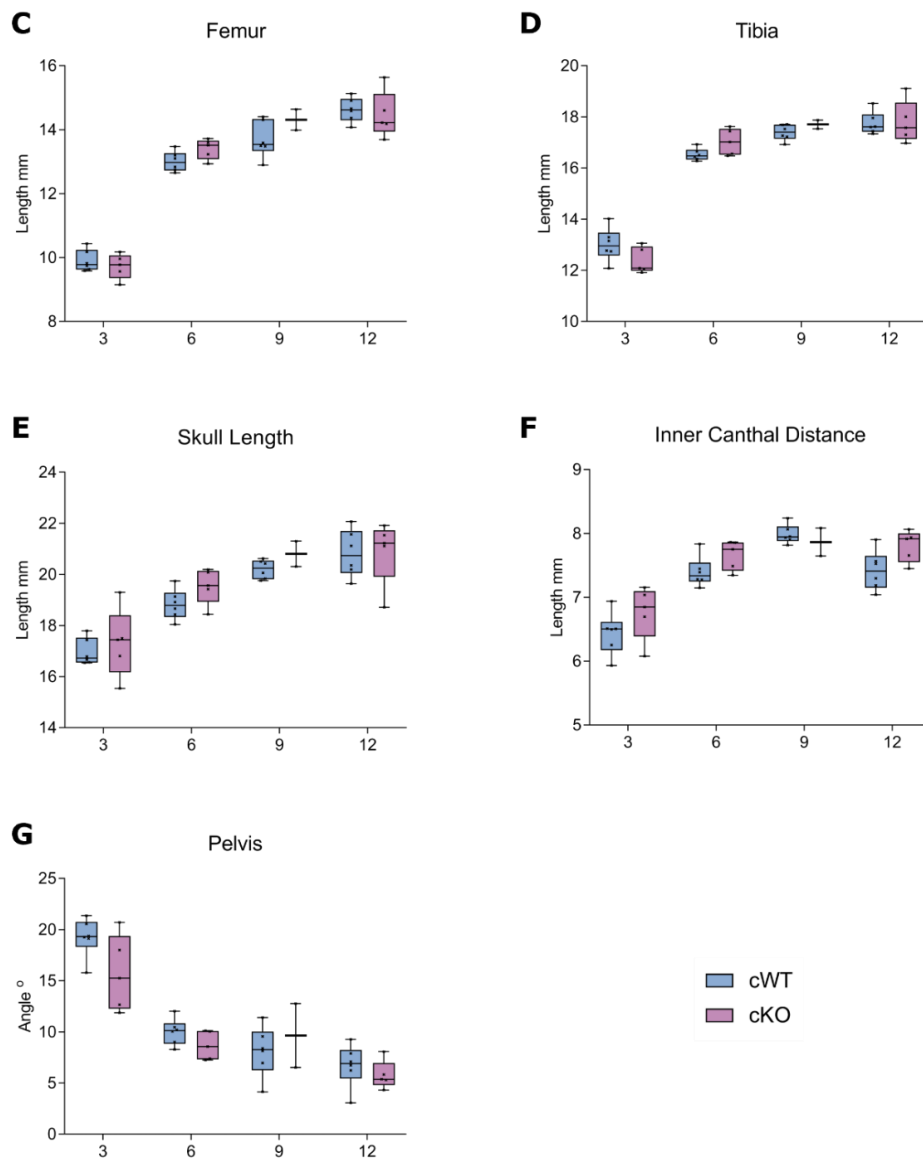 C
Femur
16
14
12
10
8
Length mm
3 6 9 12
D
Tibia
20
18
16
14
12
10
Length mm
3 6 9 12
E
Skull Length
24
22
20
18
16
14
Length mm
3 6 9 12
F
Inner Canthal Distance
9
8
7
6
5
Length mm
3 6 9 12
G
Pelvis
25
20
15
10
5
0
Angle °
3 6 9 12
cWT
cKO